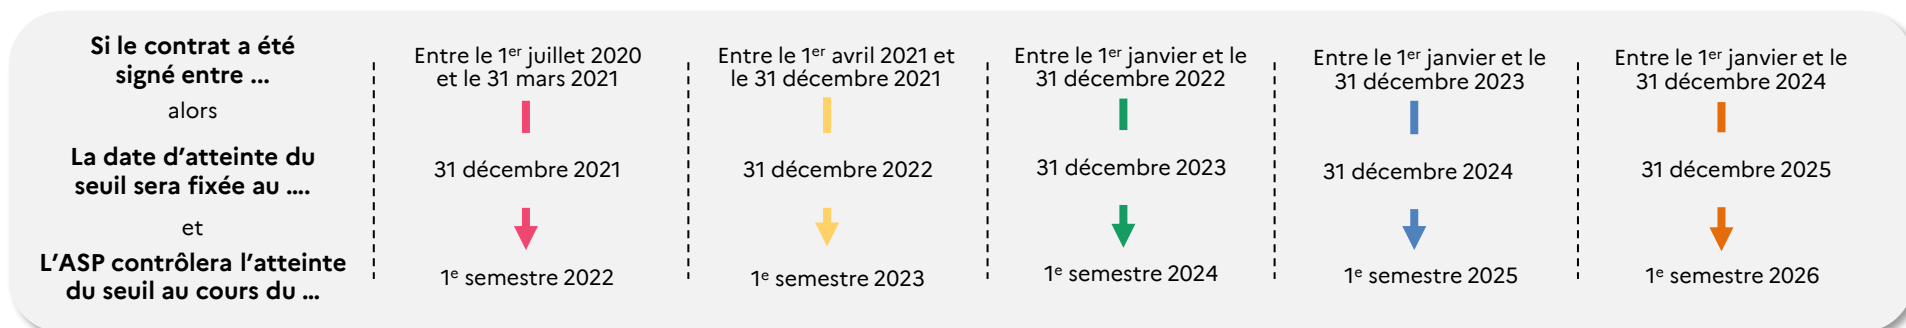 Si le contrat a été
signé entre ...
alors
La date d'atteinte du
seuil sera fixée au ....
et
L'ASP contrôlera l'atteinte
du seuil au cours du ...
Entre le 1er juillet 2020
et le 31 mars 2021
31 décembre 2021
1e semestre 2022
Entre le 1er avril 2021 et
le 31 décembre 2021
31 décembre 2022
1e semestre 2023
Entre le 1er janvier et le
31 décembre 2022
31 décembre 2023
1e semestre 2024
Entre le 1er janvier et le
31 décembre 2023
31 décembre 2024
1e semestre 2025
Entre le 1er janvier et le
31 décembre 2024
31 décembre 2025
1e semestre 2026